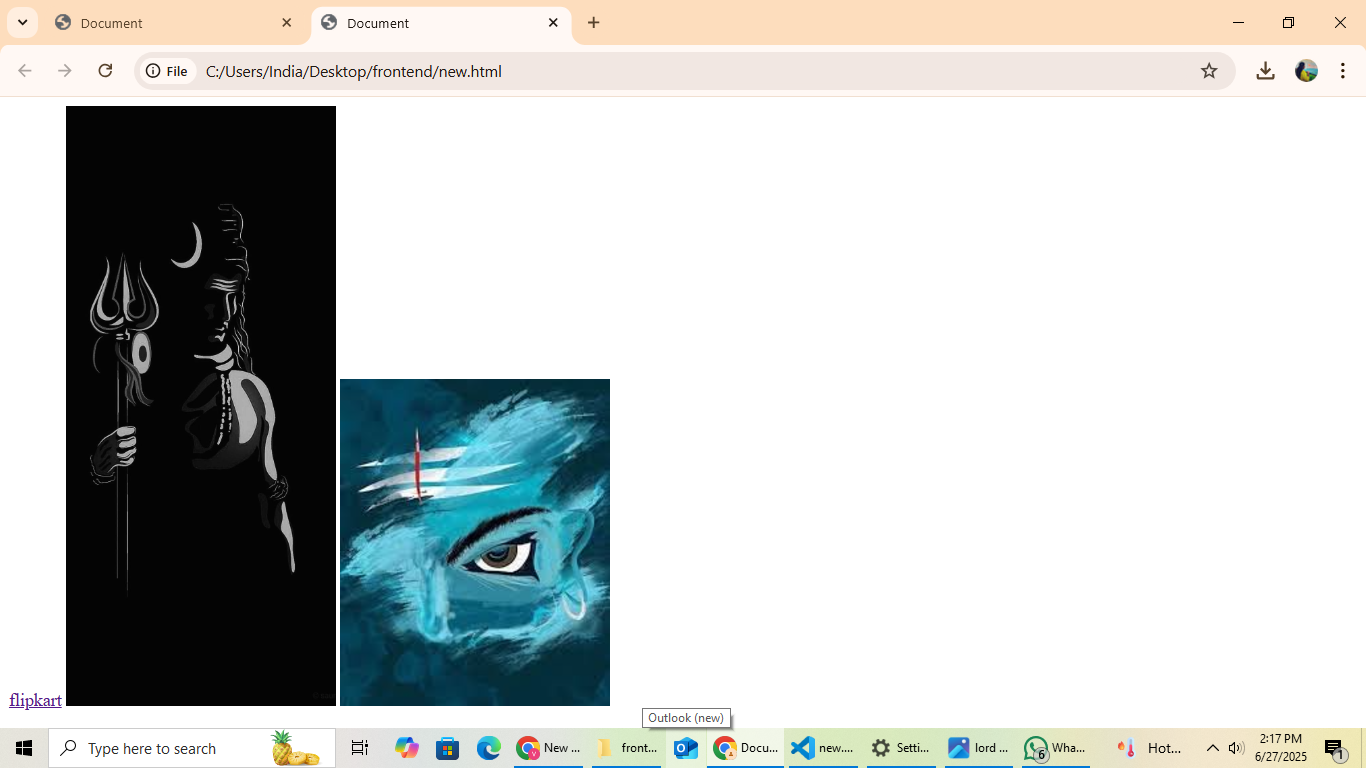 Document
Document
File
C:/Users/India/Desktop/frontend/new.html
flipkart
Outlook (new)
Type here to search
New ...
front...
Docu...
new....
Setti...
lord ...
6
Wha...
Hot...
2:17 PM
6/27/2025
1